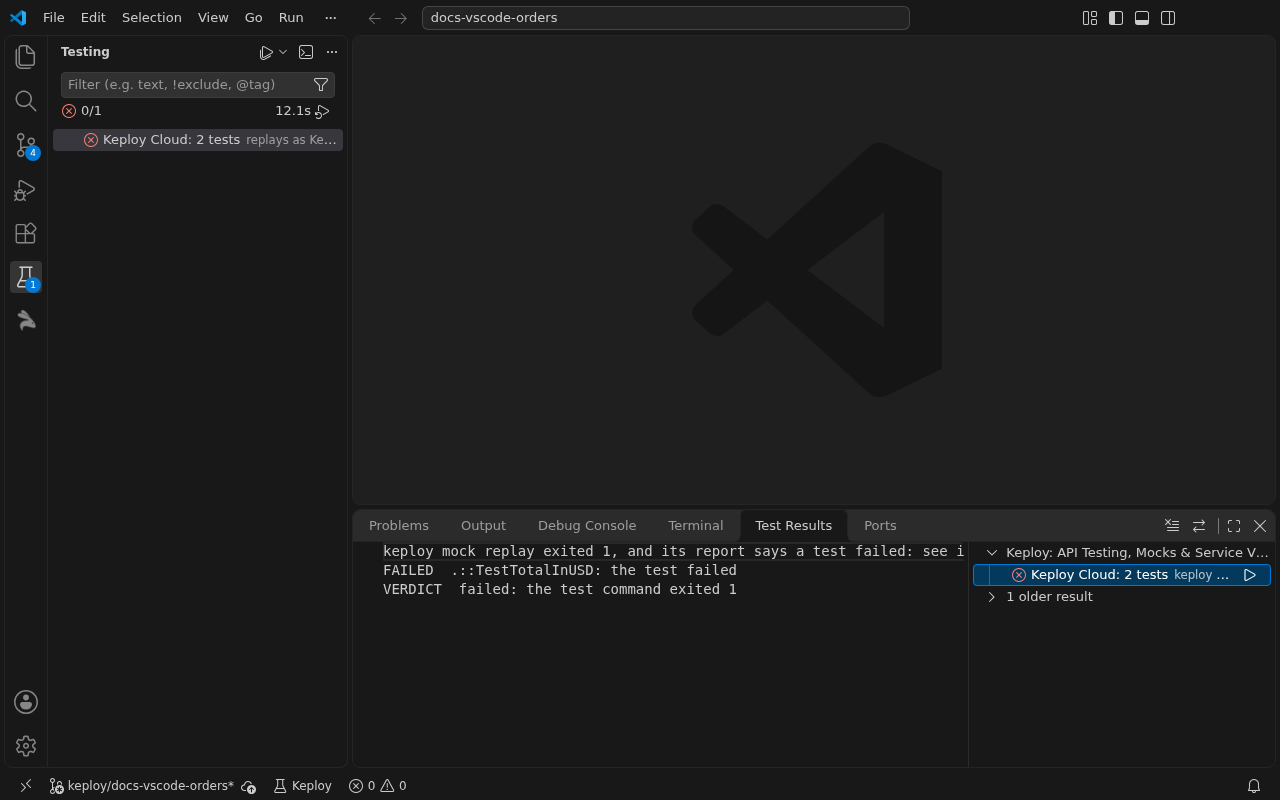 File Edit Selection View Go Run ···
docs-vscode-orders
Testing
Filter (e.g. text, !exclude, @tag)
0/1 12.1s
Keploy Cloud: 2 tests replays as Ke...
4
1
Problems Output Debug Console Terminal Test Results Ports
keploy mock replay exited 1, and its report says a test failed: see i
FAILED .::TestTotalInUSD: the test failed
VERDICT failed: the test command exited 1
Keploy: API Testing, Mocks & Service V...
Keploy Cloud: 2 tests keploy ...
1 older result
keploy/docs-vscode-orders* Keploy 0 0